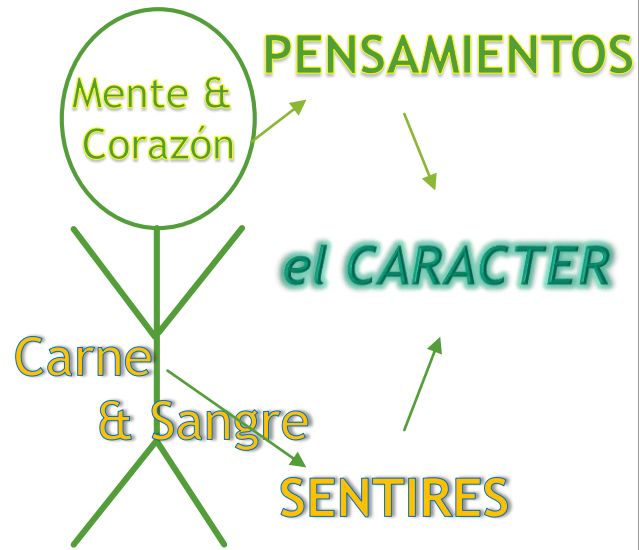 PENSAMIENTOS
Mente &
Corazón
el CARACTER
Carne
& Sangre
SENTIRES